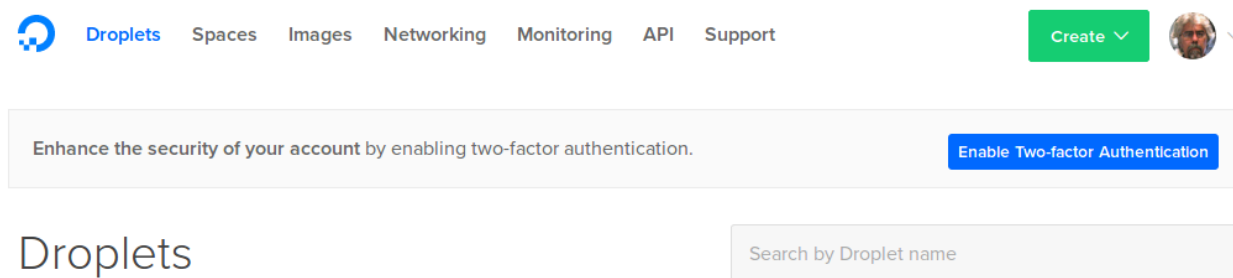 Droplets Spaces Images Networking Monitoring API Support Create
Enhance the security of your account by enabling two-factor authentication. Enable Two-factor Authentication
Droplets Search by Droplet name